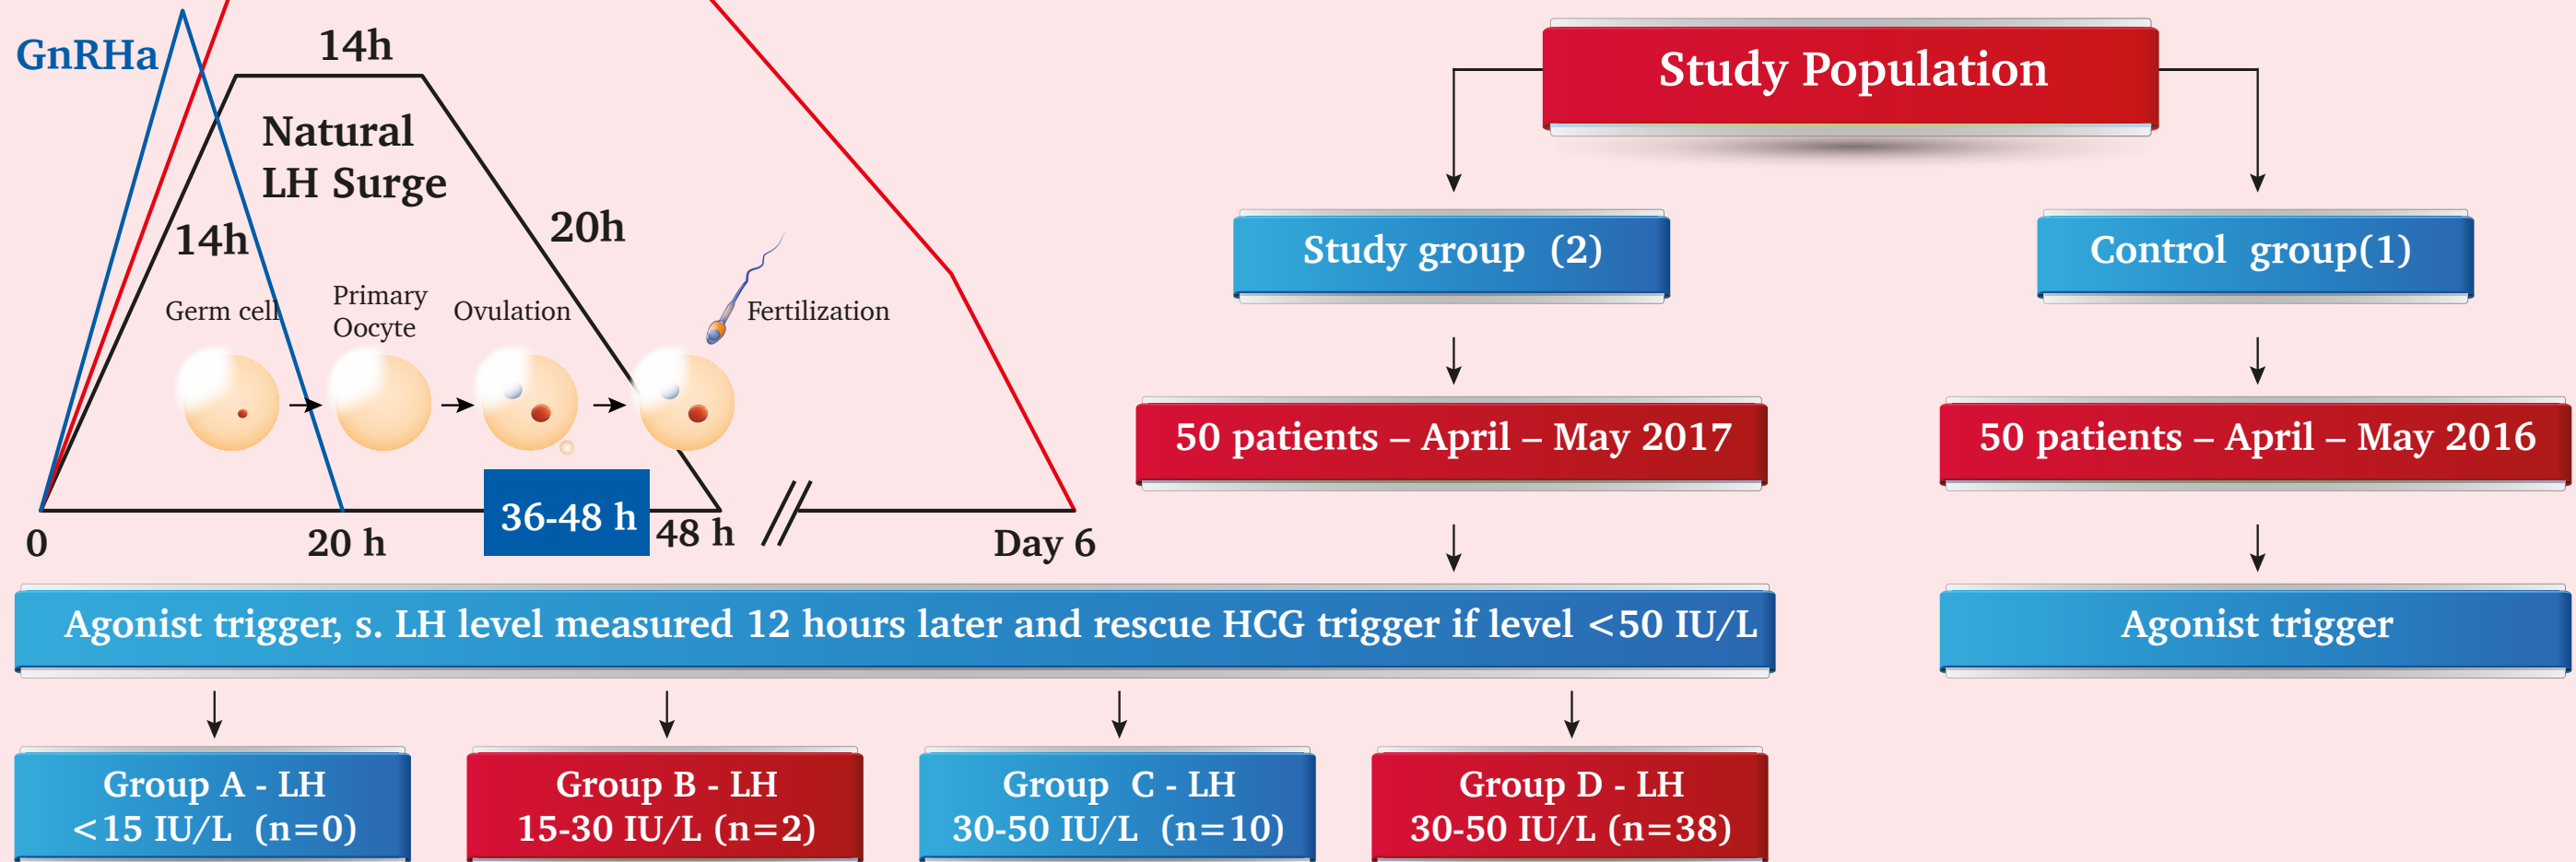 GnRHa
14h
Natural
LH Surge
14h
20h
Germ cell
Primary
Oocyte
Ovulation
Fertilization
0
20 h
36-48 h
48 h
Day 6
Study Population
Study group (2)
Control group(1)
50 patients – April – May 2017
50 patients – April – May 2016
Agonist trigger, s. LH level measured 12 hours later and rescue HCG trigger if level <50 IU/L
Agonist trigger
Group A - LH
<15 IU/L (n=0)
Group B - LH
15-30 IU/L (n=2)
Group C - LH
30-50 IU/L (n=10)
Group D - LH
30-50 IU/L (n=38)